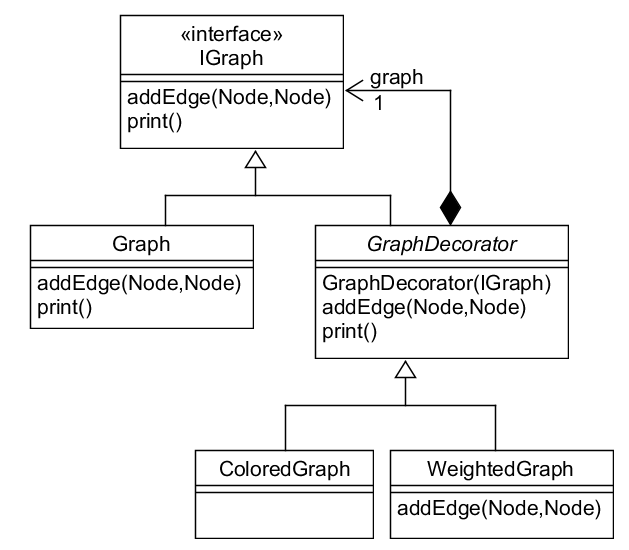 «interface»
IGraph
addEdge(Node,Node)
print()
graph
1
Graph
addEdge(Node,Node)
print()
GraphDecorator
GraphDecorator(IGraph)
addEdge(Node,Node)
print()
ColoredGraph
WeightedGraph
addEdge(Node,Node)